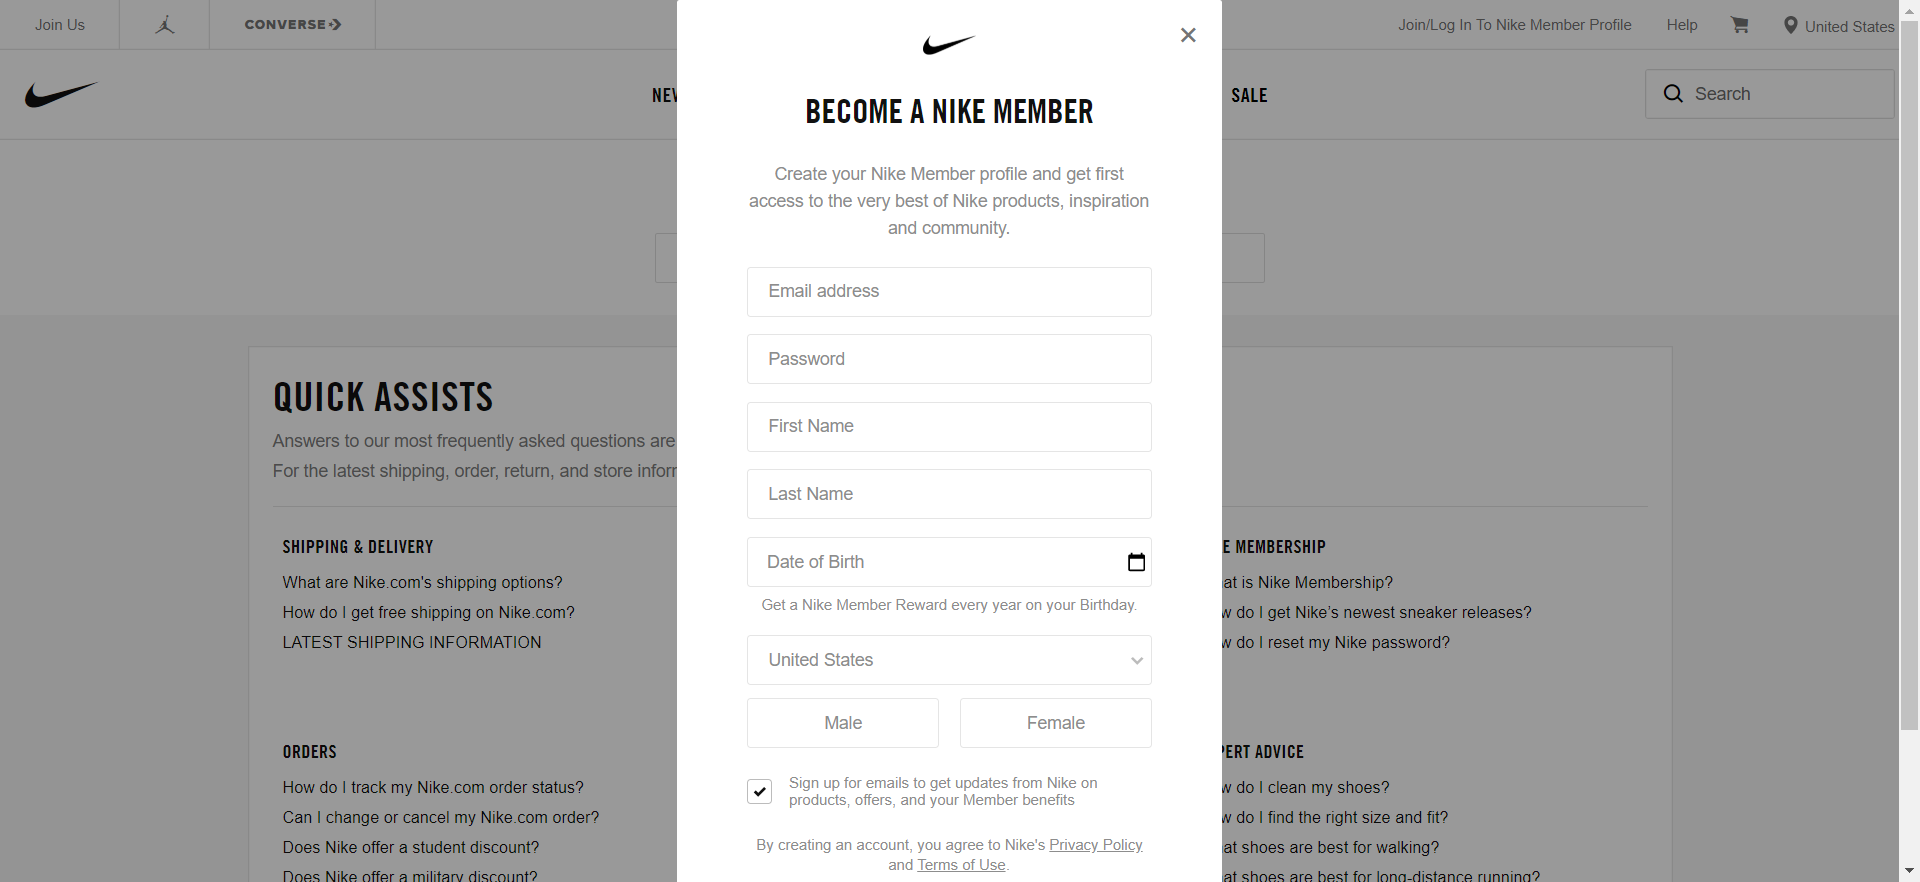 Join Us
CONVERSE
Join/Log In To Nike Member Profile
Help
United States
SALE
Search
BECOME A NIKE MEMBER
Create your Nike Member profile and get first
access to the very best of Nike products, inspiration
and community.
Email address
Password
First Name
Last Name
Date of Birth
Get a Nike Member Reward every year on your Birthday.
United States
Male
Female
Sign up for emails to get updates from Nike on
products, offers, and your Member benefits
By creating an account, you agree to Nike's Privacy Policy
and Terms of Use.
QUICK ASSISTS
Answers to our most frequently asked questions are
For the latest shipping, order, return, and store
SHIPPING & DELIVERY
What are Nike.com's shipping options?
How do I get free shipping on Nike.com?
LATEST SHIPPING INFORMATION
MEMBERSHIP
is Nike Membership?
do I get Nike’s newest sneaker releases?
do I reset my Nike password?
ORDERS
How do I track my Nike.com order status?
Can I change or cancel my Nike.com order?
Does Nike offer a student discount?
Does Nike offer a military discount?
ADVICE
do I clean my shoes?
do I find the right size and fit?
shoes are best for walking?
shoes are best for long-distance running?